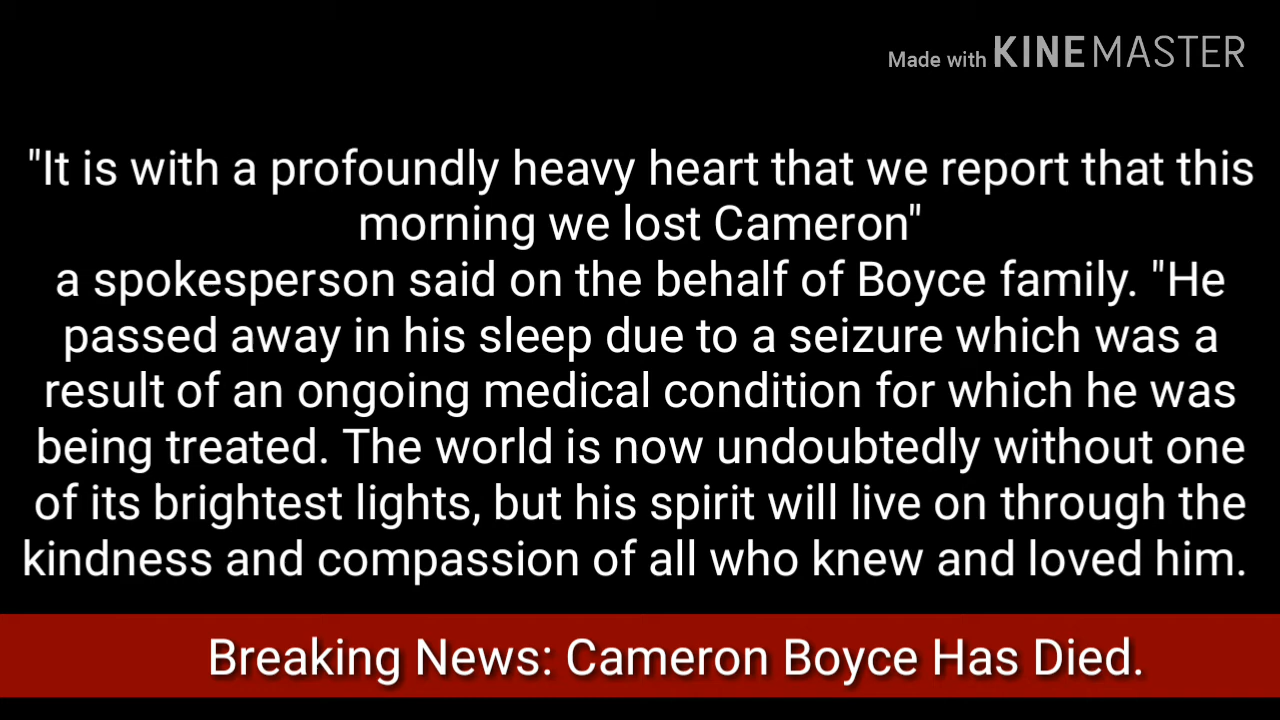 Made with KINEMASTER
"It is with a profoundly heavy heart that we report that this
morning we lost Cameron"
a spokesperson said on the behalf of Boyce family. "He
passed away in his sleep due to a seizure which was a
result of an ongoing medical condition for which he was
being treated. The world is now undoubtedly without one
of its brightest lights, but his spirit will live on through the
kindness and compassion of all who knew and loved him.
Breaking News: Cameron Boyce Has Died.